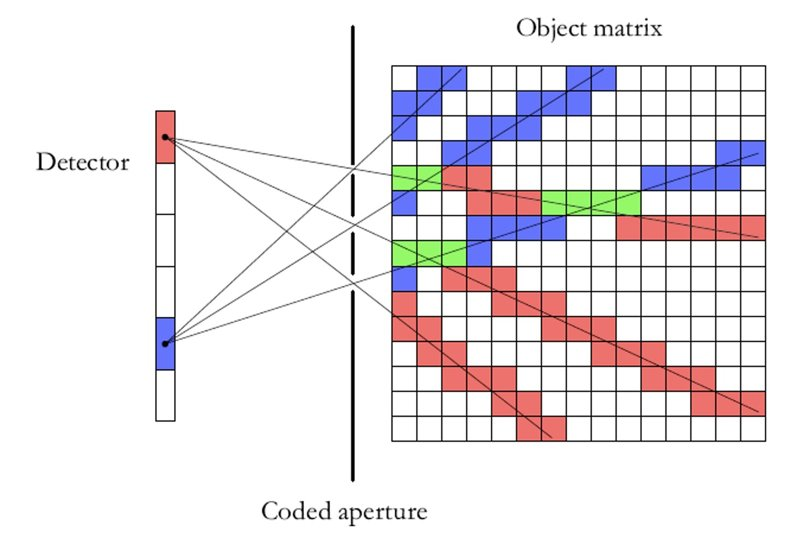 Object matrix
Detector
Coded aperture